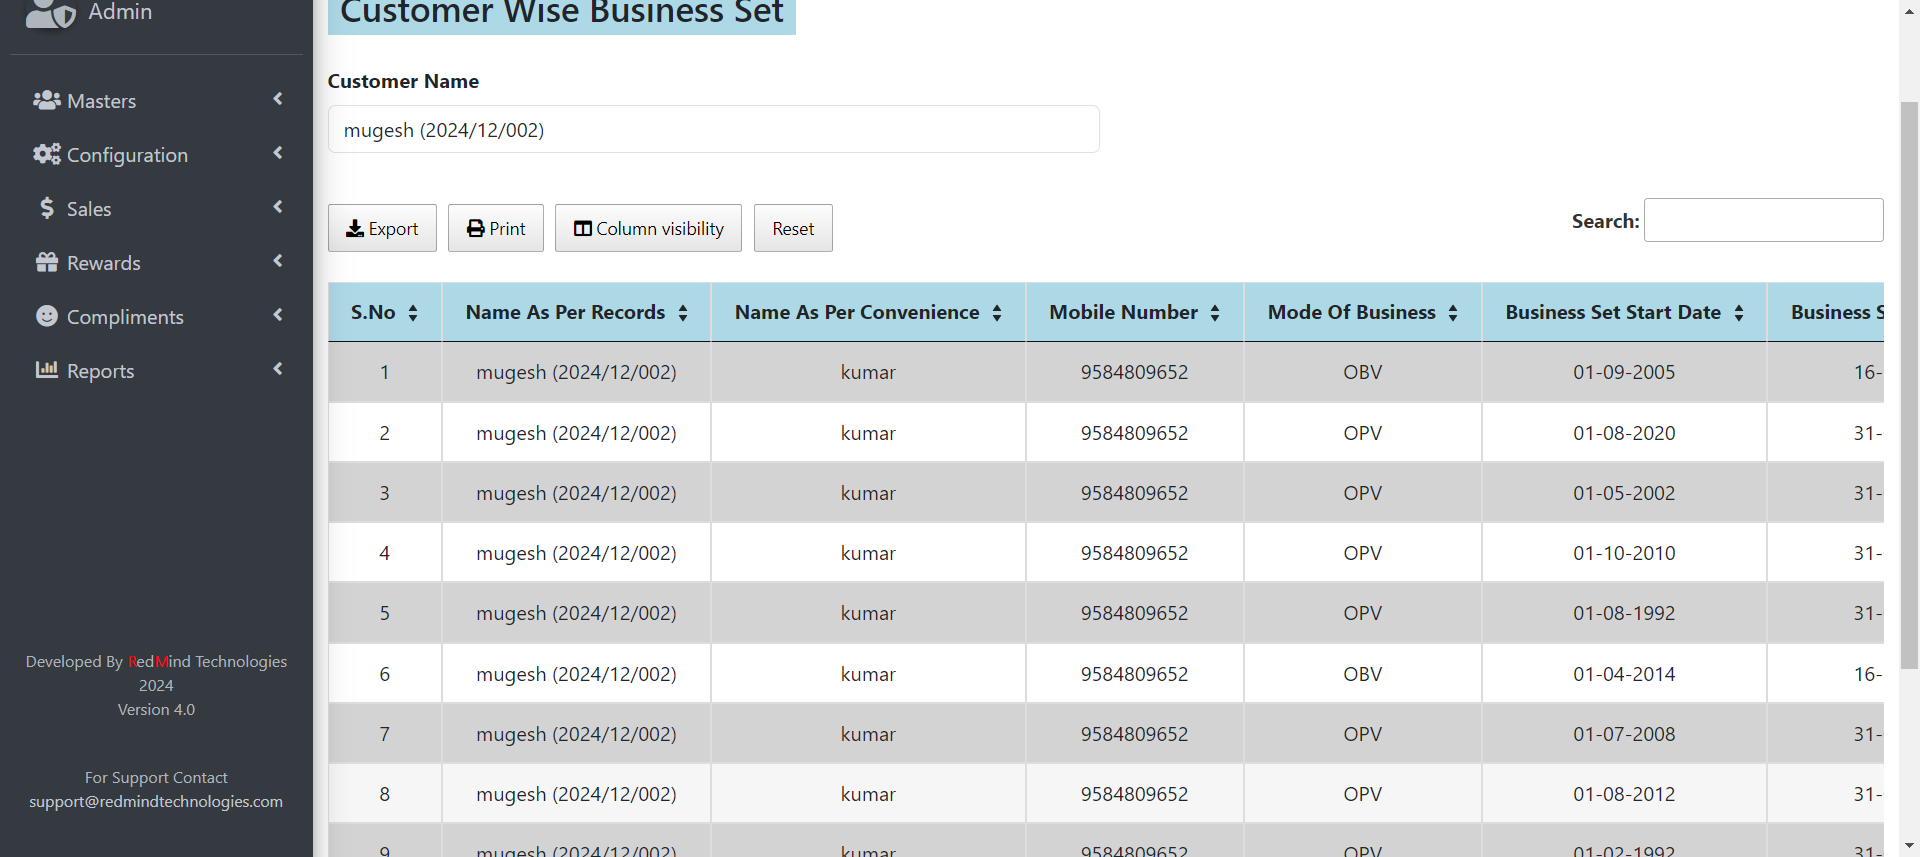 Admin
Masters
Configuration
Sales
Rewards
Compliments
Reports
Developed By RedMind Technologies
2024
Version 4.0
For Support Contact
support@redmindtechnologies.com
Customer Wise Business Set
Customer Name
mugesh (2024/12/002)
Export Print Column visibility Reset Search:
S.No Name As Per Records Name As Per Convenience Mobile Number Mode Of Business Business Set Start Date Business S
1 mugesh (2024/12/002) kumar 9584809652 OBV 01-09-2005 16-
2 mugesh (2024/12/002) kumar 9584809652 OPV 01-08-2020 31-
3 mugesh (2024/12/002) kumar 9584809652 OPV 01-05-2002 31-
4 mugesh (2024/12/002) kumar 9584809652 OPV 01-10-2010 31-
5 mugesh (2024/12/002) kumar 9584809652 OPV 01-08-1992 31-
6 mugesh (2024/12/002) kumar 9584809652 OBV 01-04-2014 16-
7 mugesh (2024/12/002) kumar 9584809652 OPV 01-07-2008 31-
8 mugesh (2024/12/002) kumar 9584809652 OPV 01-08-2012 31-
9 mugesh (2024/12/002) kumar 9584809652 OPV 01-02-1992 31-